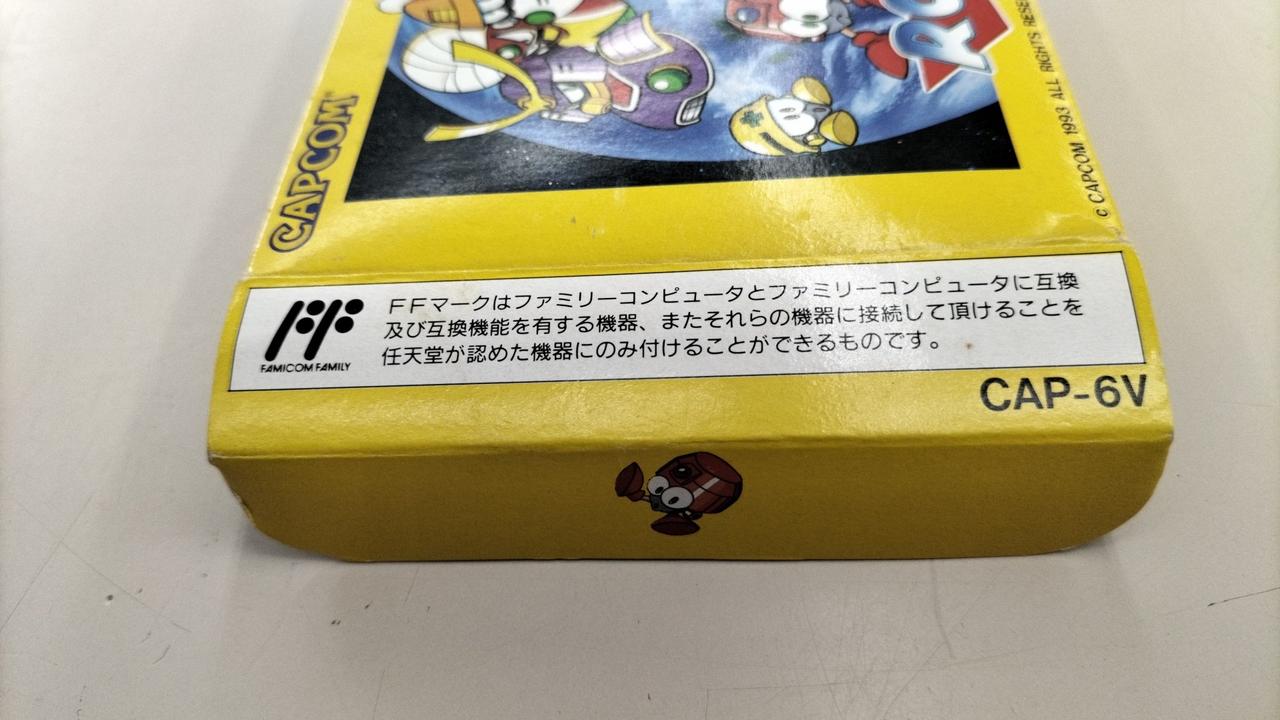 CAPCOM
© CAPCOM 1993 ALL RIGHTS
FAMICOM FAMILY
FFマークはファミリーコンピュータとファミリーコンピュータに互換
及び互換機能を有する機器、またそれらの機器に接続して頂けることを
任天堂が認めた機器にのみ付けることができるものです。
CAP-6V